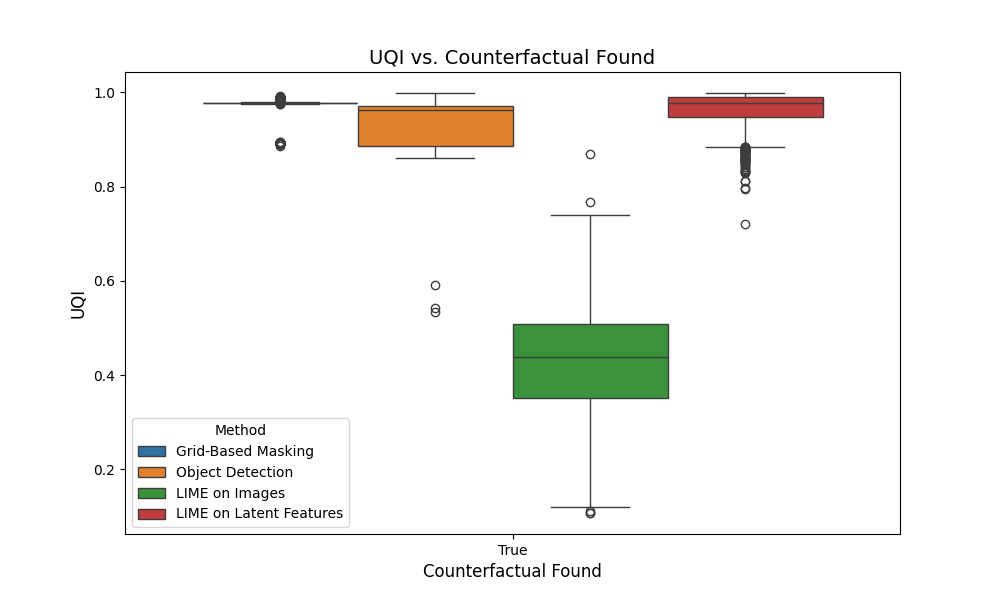 UQI vs. Counterfactual Found
1.0
0.8
0.6
0.4
0.2
UQI
Method
Grid-Based Masking
Object Detection
LIME on Images
LIME on Latent Features
True
Counterfactual Found